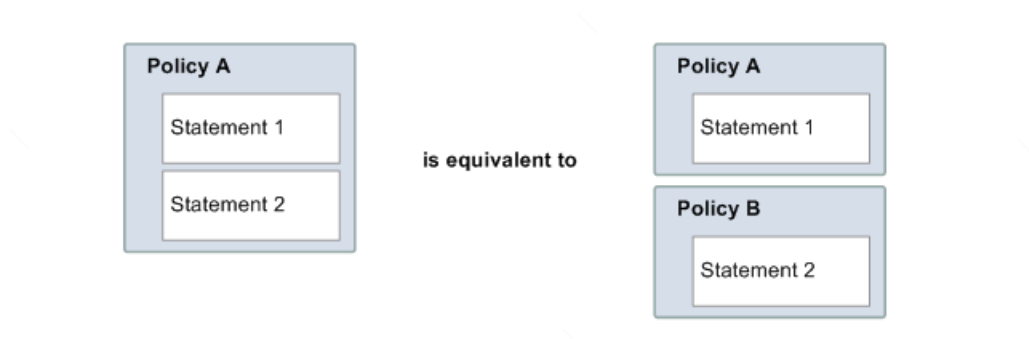 Policy A
Statement 1
Statement 2
is equivalent to
Policy A
Statement 1
Policy B
Statement 2